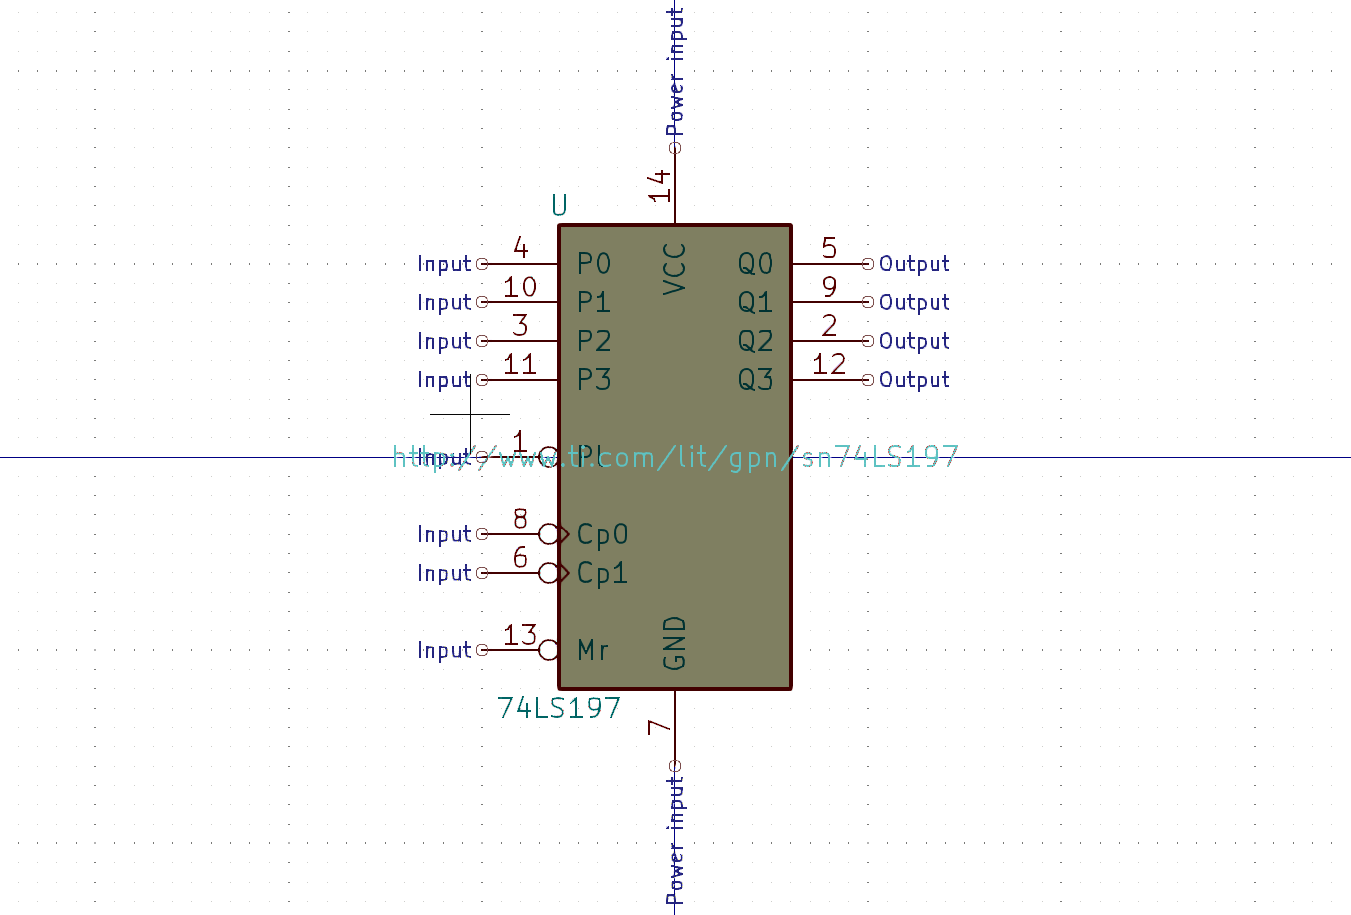 Power input
14
U
VCC
Input 4 P0 Q0 5 Output
Input 10 P1 Q1 9 Output
Input 3 P2 Q2 2 Output
Input 11 P3 Q3 12 Output
Input 1 PL
http://www.ti.com/lit/gpn/sn74LS197
Input 8 Cp0
Input 6 Cp1
Input 13 Mr
GND
74LS197
7
Power input